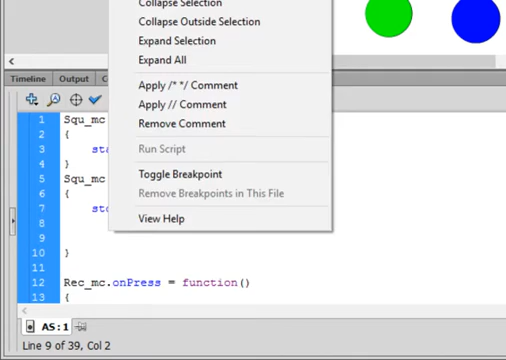 Collapse Selection
Collapse Outside Selection
Expand Selection
Expand All
Apply /* */ Comment
Apply // Comment
Remove Comment
Run Script
Toggle Breakpoint
Remove Breakpoints in This File
View Help
Timeline
Output
1 Squ_mc
2 {
3
4 }
5 Squ_mc
6 {
7
8
9
10 }
11
12 Rec_mc.onPress = function()
13 {
AS:1
Line 9 of 39, Col 2